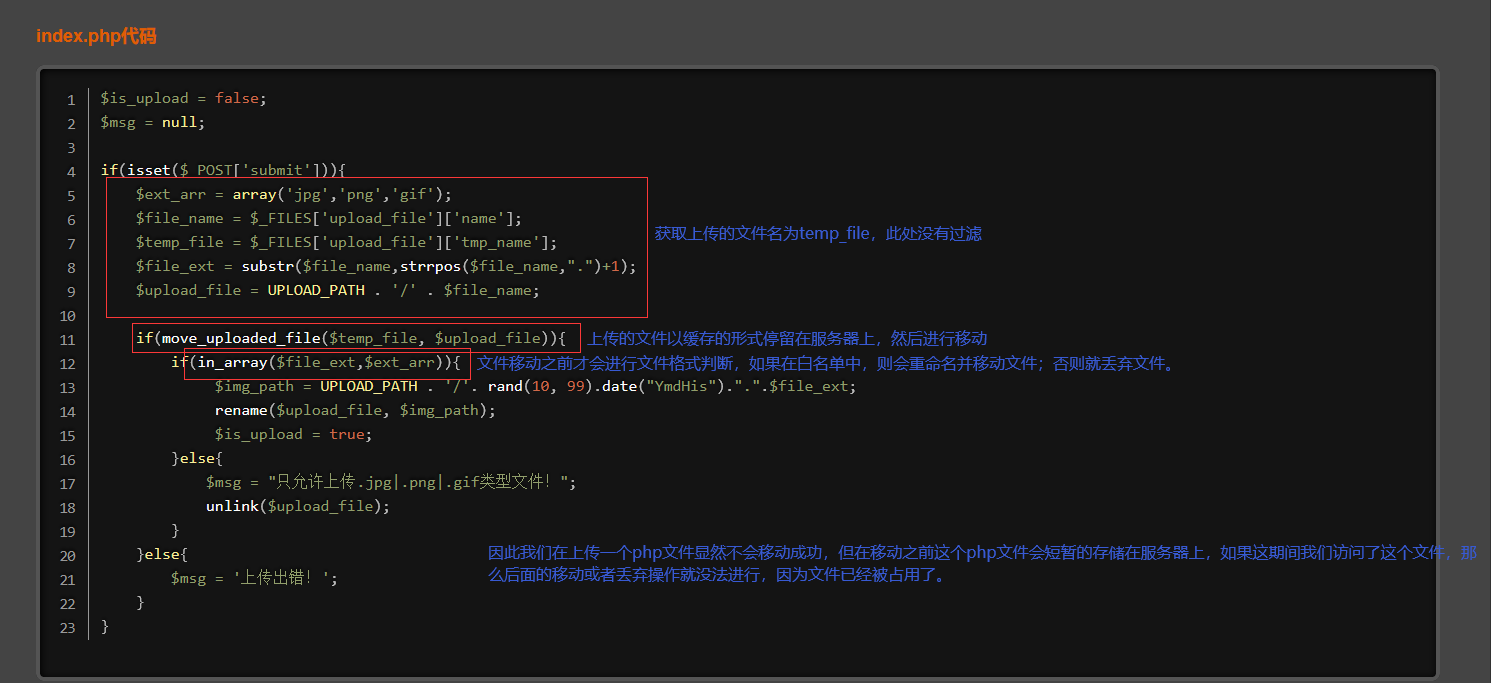 index.php代码
1 $is_upload = false;
2 $msg = null;
3
4 if(isset($_POST['submit'])){
5 $ext_arr = array('jpg','png','gif');
6 $file_name = $_FILES['upload_file']['name'];
7 $temp_file = $_FILES['upload_file']['tmp_name'];
获取上传的文件名为temp_file，此处没有过滤
8 $file_ext = substr($file_name,strrpos($file_name,".")+1);
9 $upload_file = UPLOAD_PATH . '/' . $file_name;
10
11 if(move_uploaded_file($temp_file, $upload_file)){ 上传的文件以缓存的形式停留在服务器上，然后进行移动
12 if(in_array($file_ext,$ext_arr)){ 文件移动之前才会进行文件格式判断，如果在白名单中，则会重命名并移动文件；否则就丢弃文件。
13 $img_path = UPLOAD_PATH . '/'. rand(10, 99).date("YmdHis").".".$file_ext;
14 rename($upload_file, $img_path);
15 $is_upload = true;
16 }else{
17 $msg = "只允许上传.jpg|.png|.gif类型文件！";
18 unlink($upload_file);
19 }
20 }else{
21 $msg = '上传出错！';
22 }
23 }
因此我们在上传一个php文件显然不会移动成功，但在移动之前这个php文件会短暂的存储在服务器上，如果这期间我们访问了这个文件，那
么后面的移动或者丢弃操作就没法进行，因为文件已经被占用了。